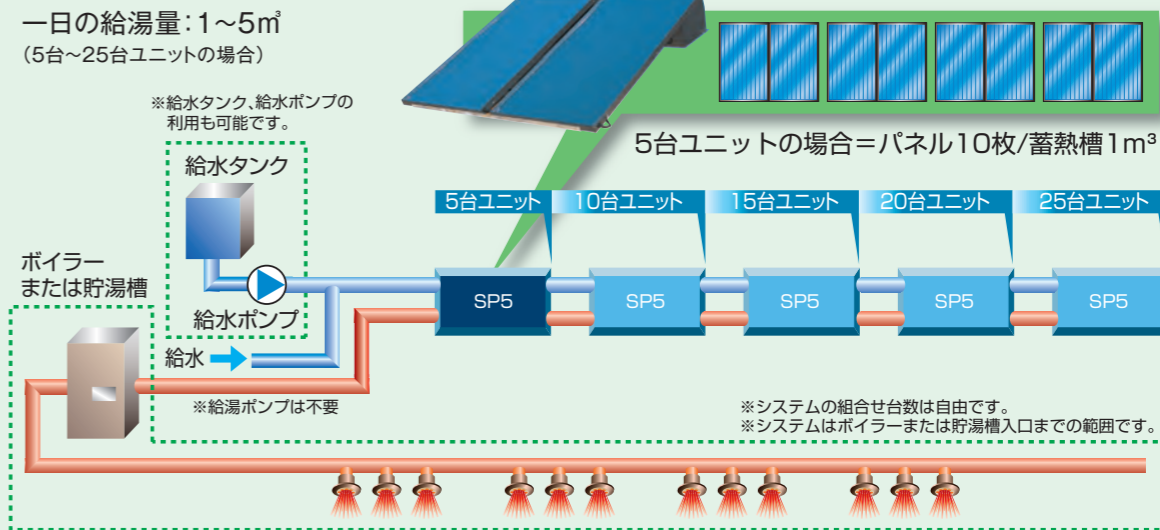 一日の給湯量：1～5㎥
（5台～25台ユニットの場合）
5台ユニットの場合＝パネル10枚/蓄熱槽1m³
※給水タンク、給水ポンプの
利用も可能です。
給水タンク
給水ポンプ
給水
ボイラー
または貯湯槽
5台ユニット
10台ユニット
15台ユニット
20台ユニット
25台ユニット
SP5
SP5
SP5
SP5
SP5
※給湯ポンプは不要
※システムの組合せ台数は自由です。
※システムはボイラーまたは貯湯槽入口までの範囲です。